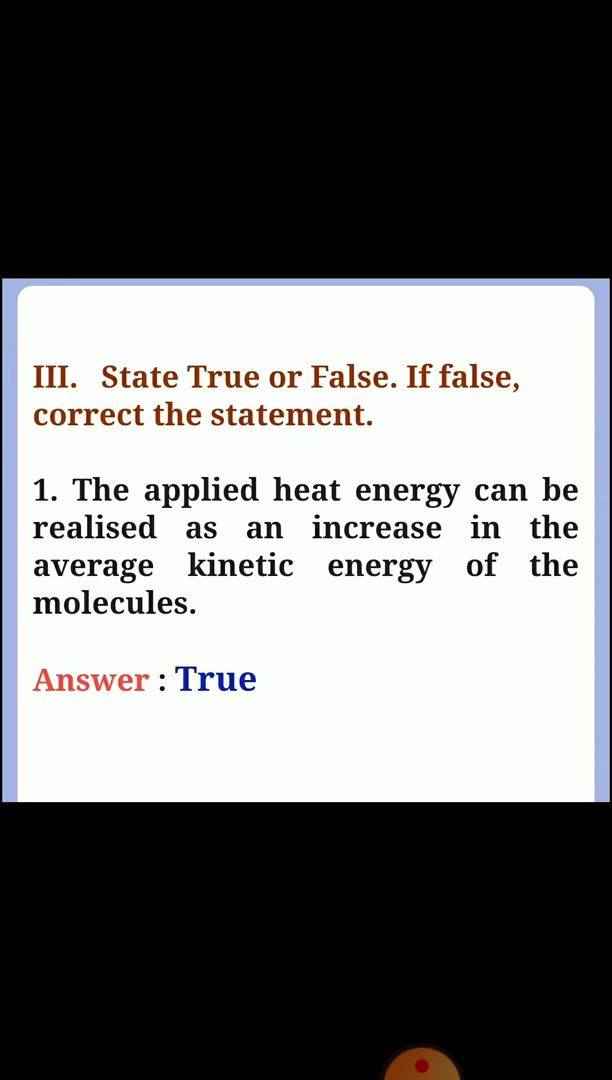 III. State True or False. If false,
correct the statement.
1. The applied heat energy can be
realised as an increase in the
average kinetic energy of the
molecules.
Answer : True